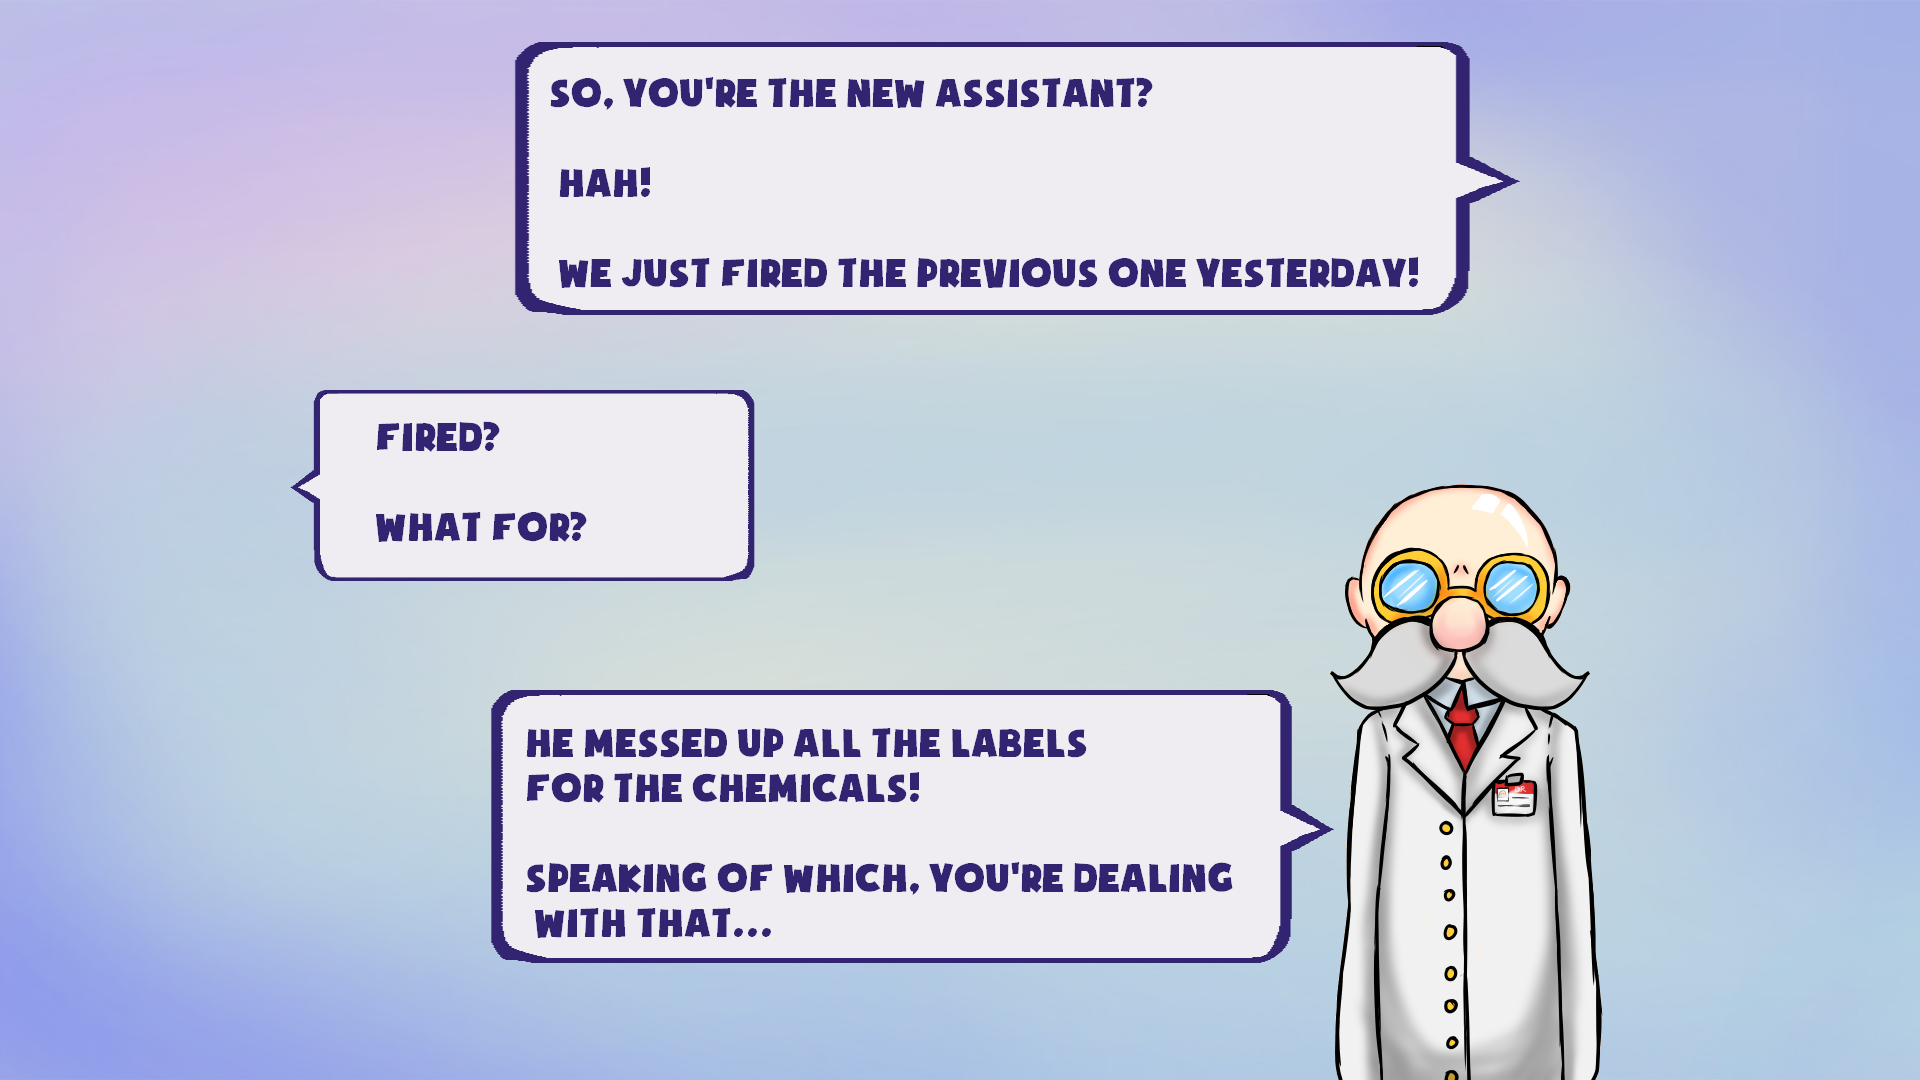 SO, YOU'RE THE NEW ASSISTANT?
HAH!
WE JUST FIRED THE PREVIOUS ONE YESTERDAY!
FIRED?
WHAT FOR?
HE MESSED UP ALL THE LABELS
FOR THE CHEMICALS!
SPEAKING OF WHICH, YOU'RE DEALING
WITH THAT...
DR